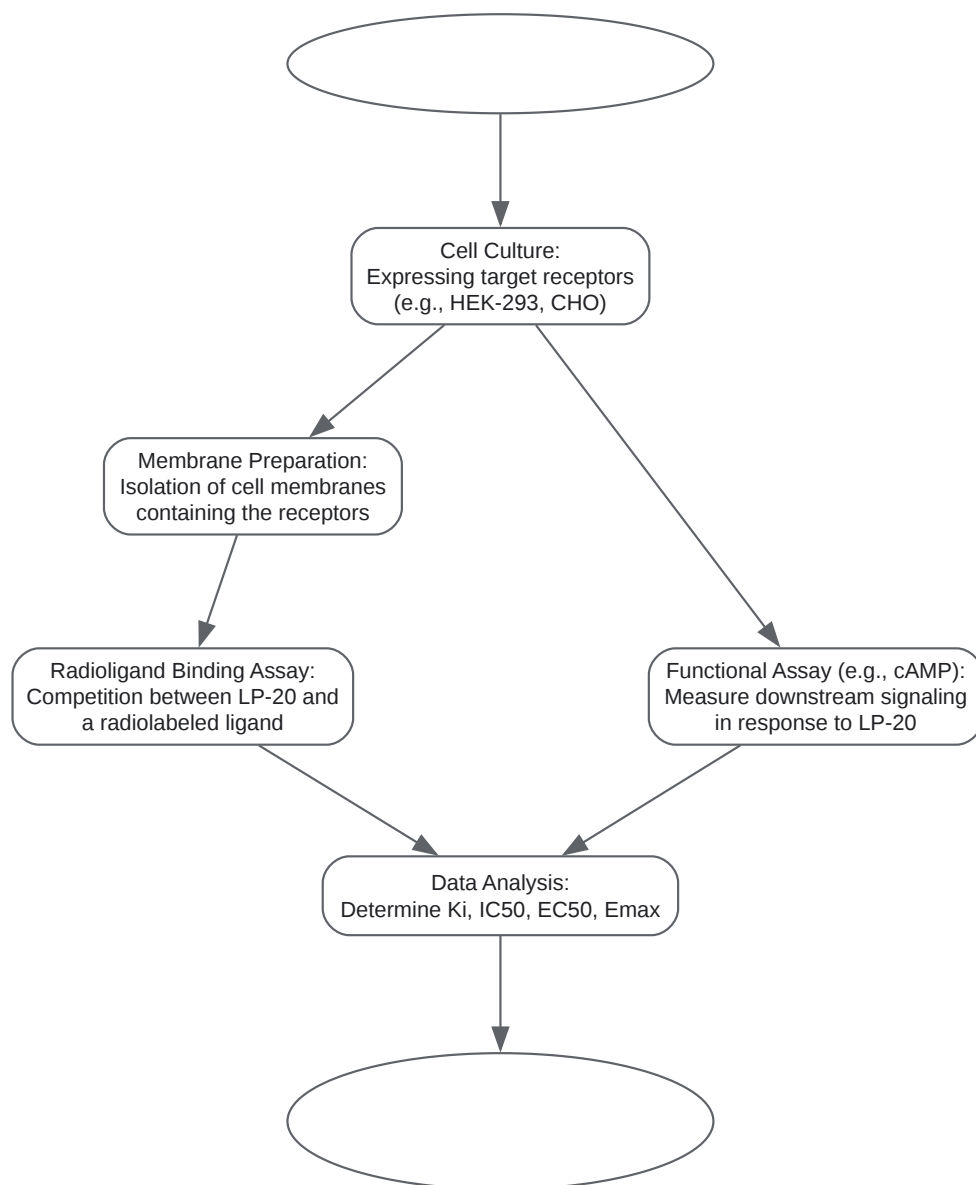 Cell Culture:
Expressing target receptors
(e.g., HEK-293, CHO)
Membrane Preparation:
Isolation of cell membranes
containing the receptors
Radioligand Binding Assay:
Competition between LP-20 and
a radiolabeled ligand
Functional Assay (e.g., cAMP):
Measure downstream signaling
in response to LP-20
Data Analysis:
Determine Ki, IC50, EC50, Emax